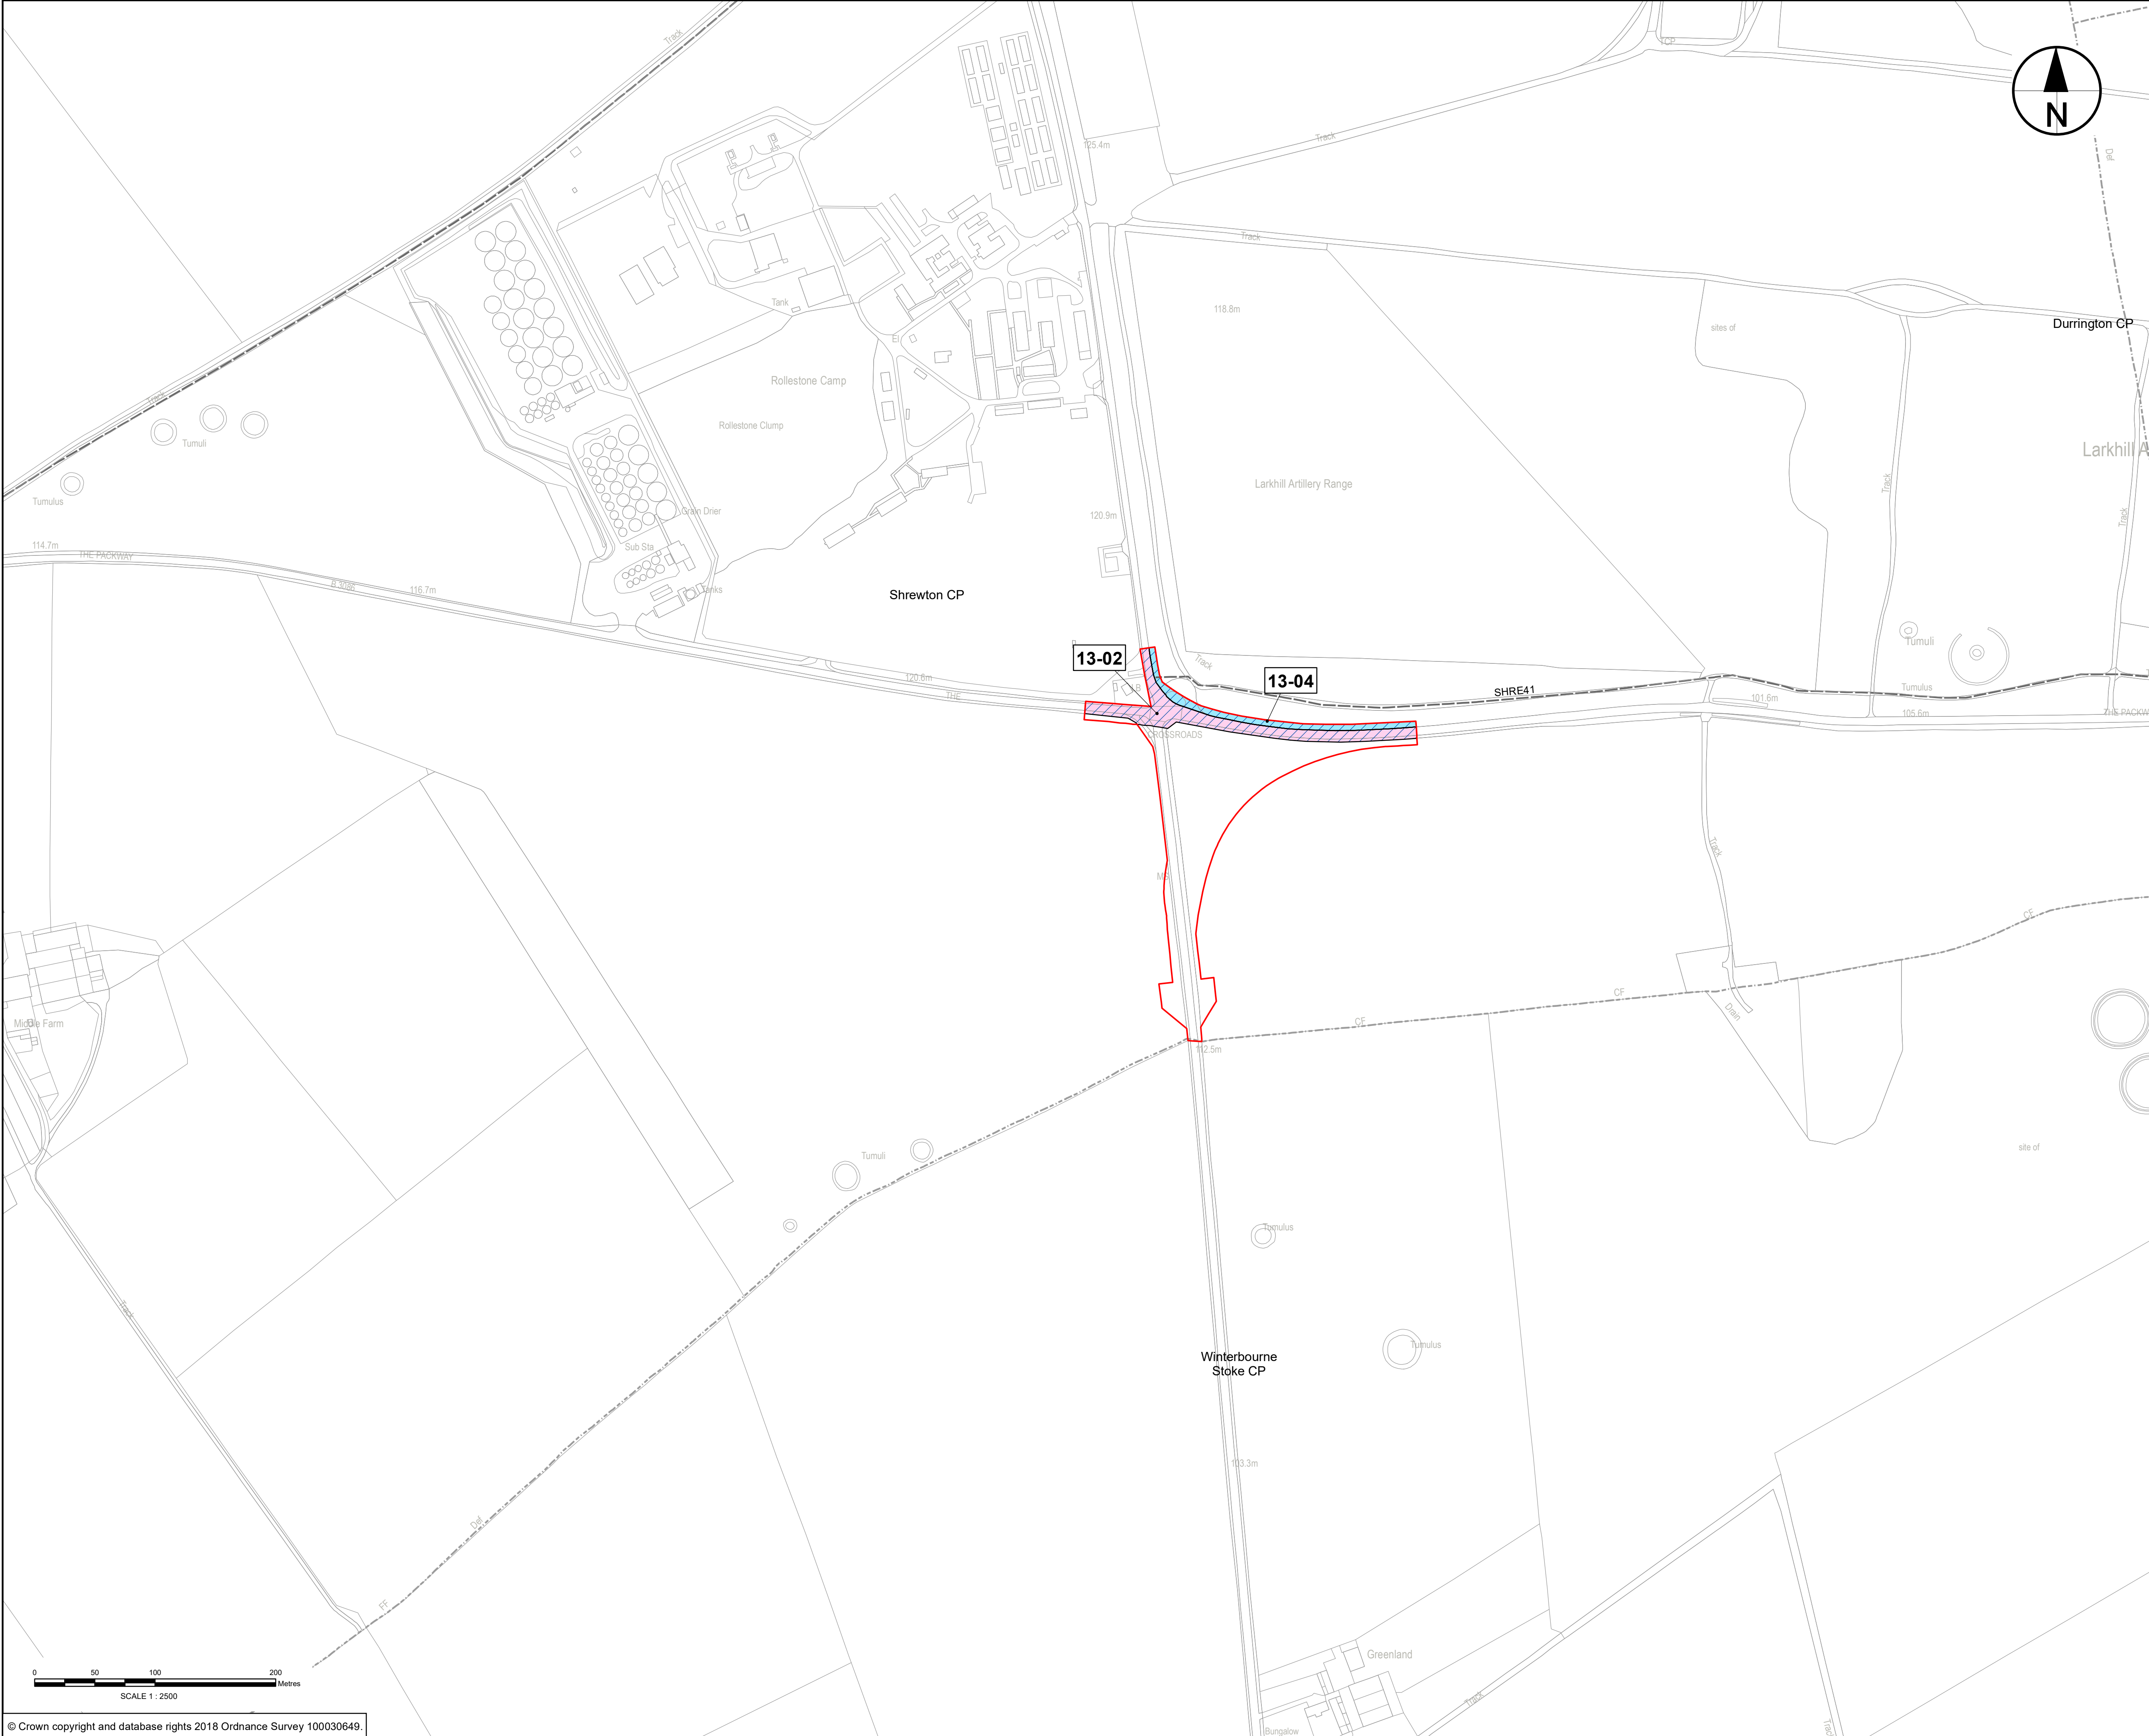 Track
TCP
N
125.4m
Track
Def
Track
118.8m
Tank
sites of
Durrington CP
El
Rollestone Camp
Track
Rollestone Clump
Tumuli
Larkhill A
Track
Larkhill Artillery Range
Tumulus
Grain Drier
120.9m
Track
114.7m
THE PACKWAY
Sub Sta
B 3086
116.7m
Tanks
Shrewton CP
Tumuli
13-02
Track
13-04
120.6m
THE
SHRE41
Tumulus
101.6m
105.6m
THE PACKW
CROSSROADS
Track
MS
CF
Middle Farm
CF
CF
Drain
112.5m
site of
Tumuli
Tumulus
Track
Tumulus
Winterbourne
Stoke CP
103.3m
Def
FF
Greenland
Track
Track
Bungalow
0 50 100 200
Metres
SCALE 1 : 2500
© Crown copyright and database rights 2018 Ordnance Survey 100030649.